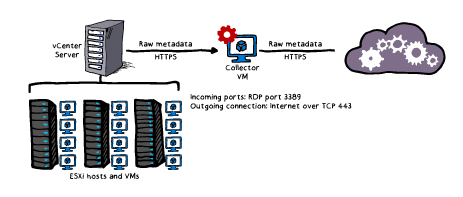 vCenter
Server
Raw metadata
HTTPS
Collector
VM
Raw metadata
HTTPS
Incoming ports: RDP port 3389
Outgoing connection: Internet over TCP 443
ESXi hosts and VMs